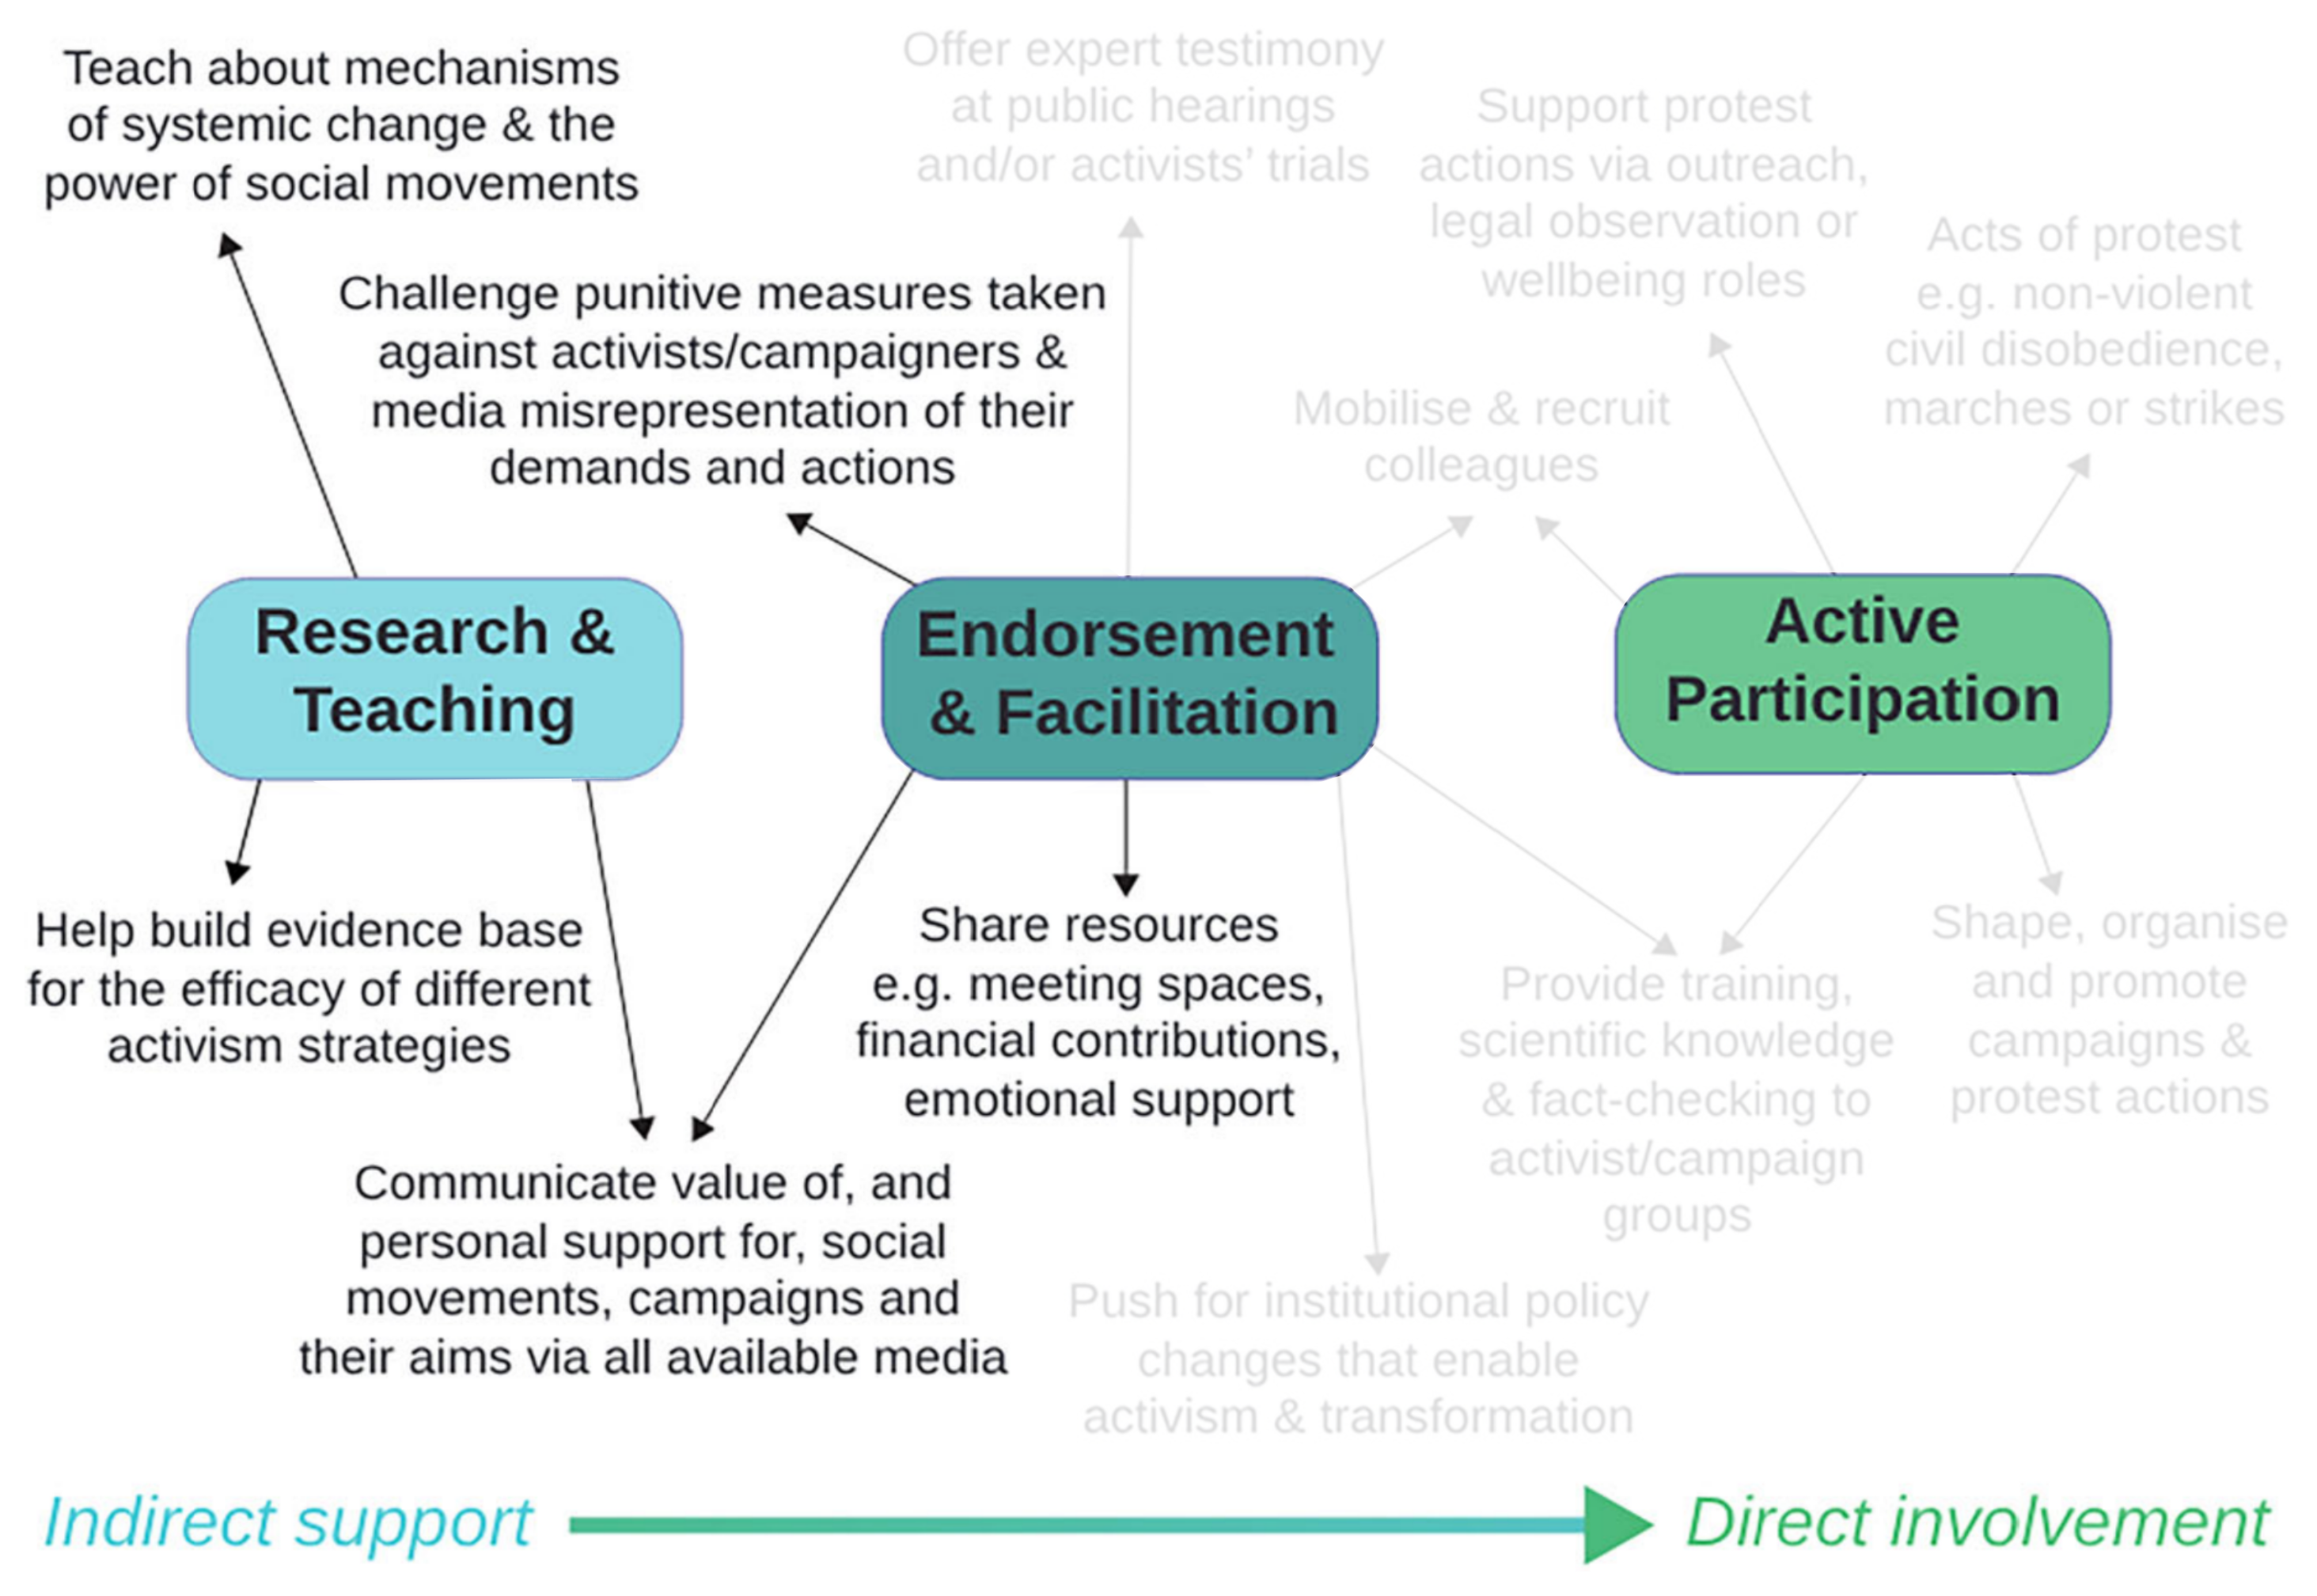 Teach about mechanisms
of systemic change & the
power of social movements
Offer expert testimony
at public hearings
and/or activists’ trials
Support protest
actions via outreach,
legal observation or
wellbeing roles
Acts of protest
e.g. non-violent
civil disobedience,
marches or strikes
Challenge punitive measures taken
against activists/campaigners &
media misrepresentation of their
demands and actions
Mobilise & recruit
colleagues
Research &
Teaching
Endorsement
& Facilitation
Active
Participation
Help build evidence base
for the efficacy of different
activism strategies
Share resources
e.g. meeting spaces,
financial contributions,
emotional support
Provide training,
scientific knowledge
& fact-checking to
activist/campaign
groups
Shape, organise
and promote
campaigns &
protest actions
Communicate value of, and
personal support for, social
movements, campaigns and
their aims via all available media
Push for institutional policy
changes that enable
activism & transformation
Indirect support
Direct involvement